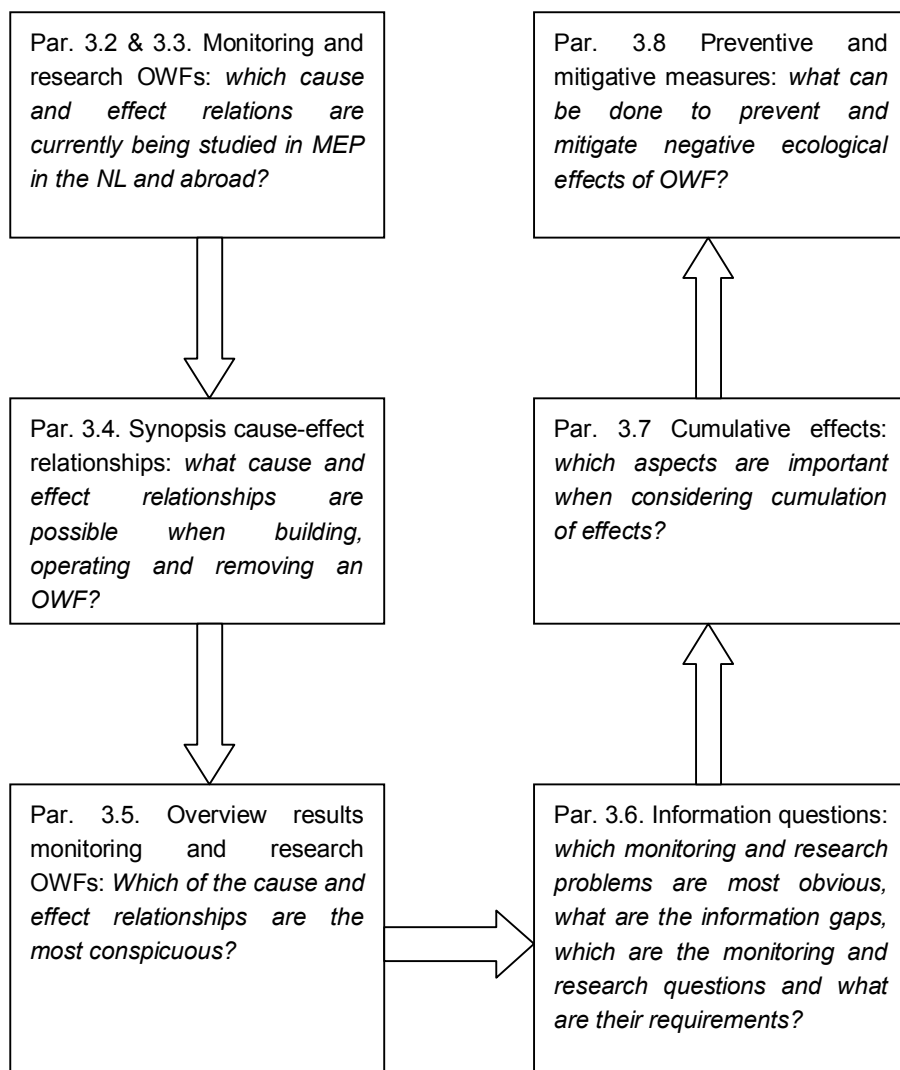 Par. 3.2 & 3.3. Monitoring and
research OWFs: which cause
and effect relations are
currently being studied in MEP
in the NL and abroad?
Par. 3.4. Synopsis cause-effect
relationships: what cause and
effect relationships are
possible when building,
operating and removing an
OWF?
Par. 3.5. Overview results
monitoring and research
OWFs: Which of the cause and
effect relationships are the
most conspicuous?
Par. 3.6. Information questions:
which monitoring and research
problems are most obvious,
what are the information gaps,
which are the monitoring and
research questions and what
are their requirements?
Par. 3.7 Cumulative effects:
which aspects are important
when considering cumulation
of effects?
Par. 3.8 Preventive and
mitigative measures: what can
be done to prevent and
mitigate negative ecological
effects of OWF?